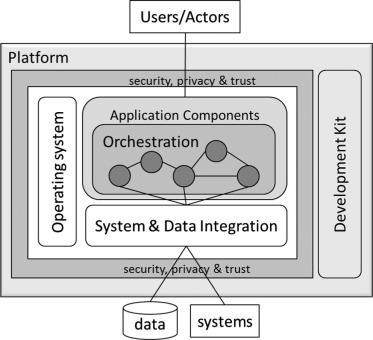 Users/Actors
Platform
security, privacy & trust
Operating system
Application Components
Orchestration
System & Data Integration
Development Kit
security, privacy & trust
data
systems